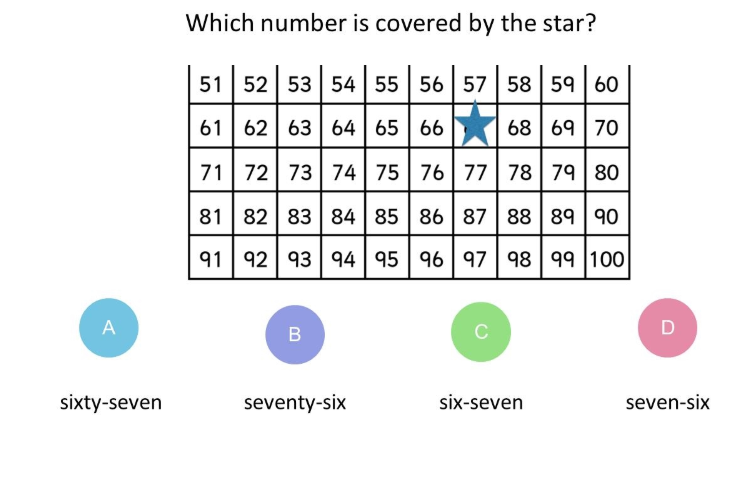 Which number is covered by the star?
51 52 53 54 55 56 57 58 59 60
61 62 63 64 65 66 68 69 70
71 72 73 74 75 76 77 78 79 80
81 82 83 84 85 86 87 88 89 90
91 92 93 94 95 96 97 98 99 100
A B C D
sixty-seven seventy-six six-seven seven-six